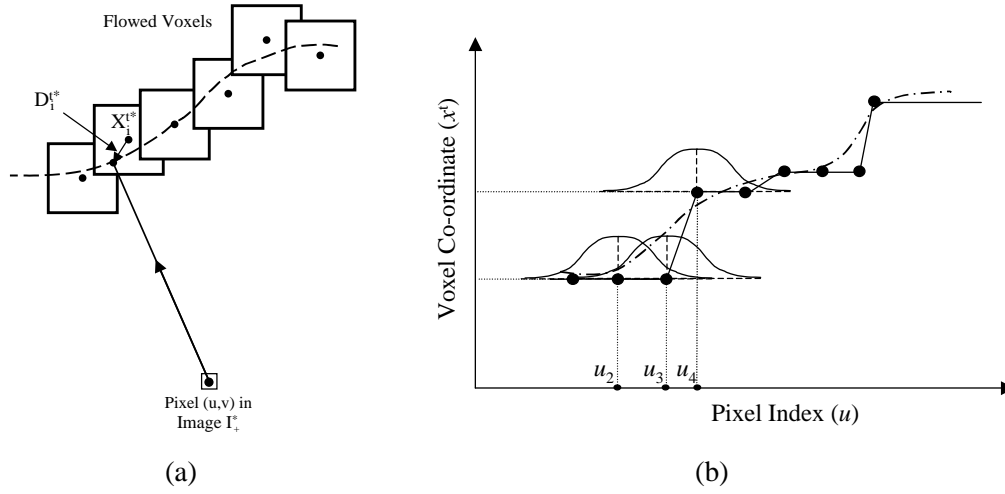 Flowed Voxels
D_i^{t*}
X_i^{t*}
Pixel (u,v) in
Image I_+^*
(a)
Voxel Co-ordinate (x^t)
u_2 u_3 u_4
Pixel Index (u)
(b)